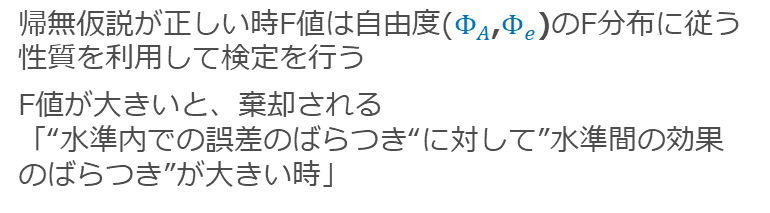 帰無仮説が正しい時F値は自由度(Φ_A,Φ_e)のF分布に従う
性質を利用して検定を行う
F値が大きいと、棄却される
「“水準内での誤差のばらつき“に対して”水準間の効果
のばらつき”が大きい時」